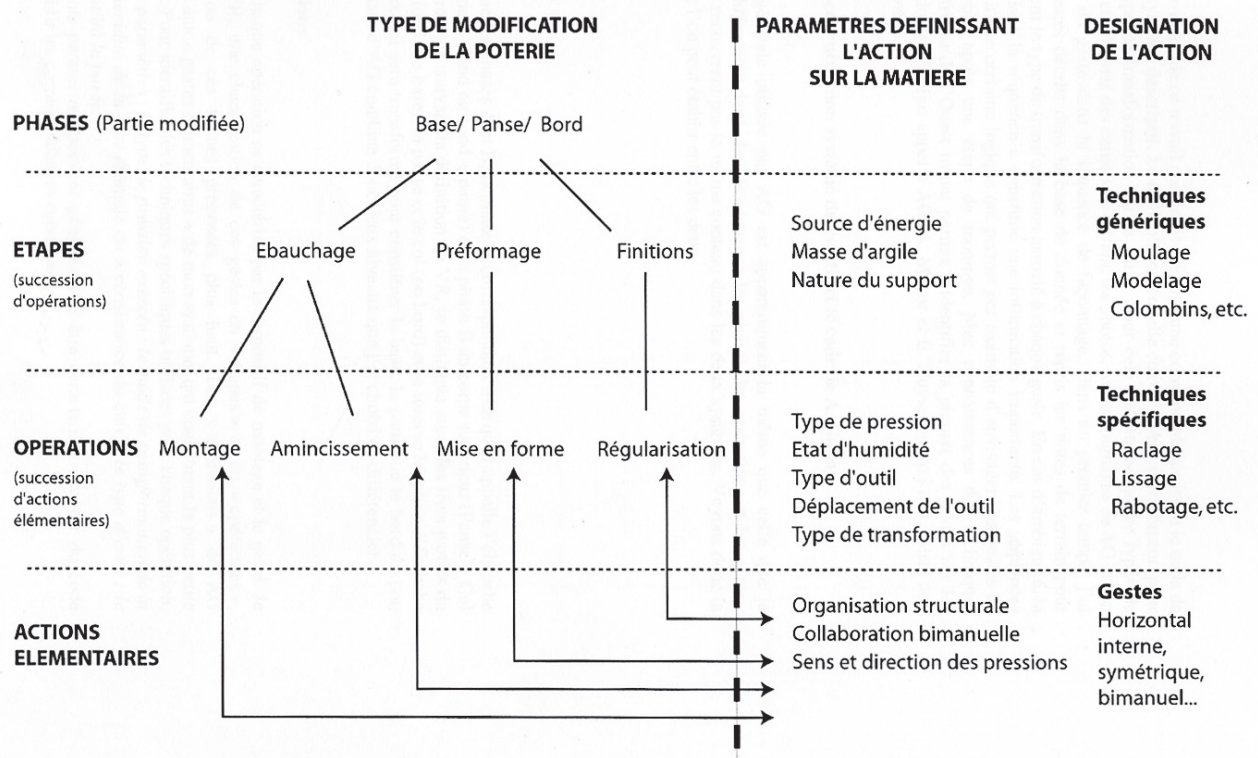 TYPE DE MODIFICATION
DE LA POTERIE
PARAMETRES DEFINISSANT
L'ACTION
SUR LA MATIERE
DESIGNATION
DE L'ACTION
PHASES (Partie modifiée)
Base/ Panse/ Bord
ETAPES
(succession
d'opérations)
Ebauchage
Préformage
Finitions
Source d'énergie
Masse d'argile
Nature du support
Techniques
génériques
Moulage
Modelage
Colombins, etc.
OPERATIONS
(succession
d'actions
élémentaires)
Montage
Amincissement
Mise en forme
Régularisation
Type de pression
Etat d'humidité
Type d'outil
Déplacement de l'outil
Type de transformation
Techniques
spécifiques
Raclage
Lissage
Rabotage, etc.
ACTIONS
ELEMENTAIRES
Organisation structurale
Collaboration bimanuelle
Sens et direction des pressions
Gestes
Horizontal
interne,
symétrique,
bimanuel...